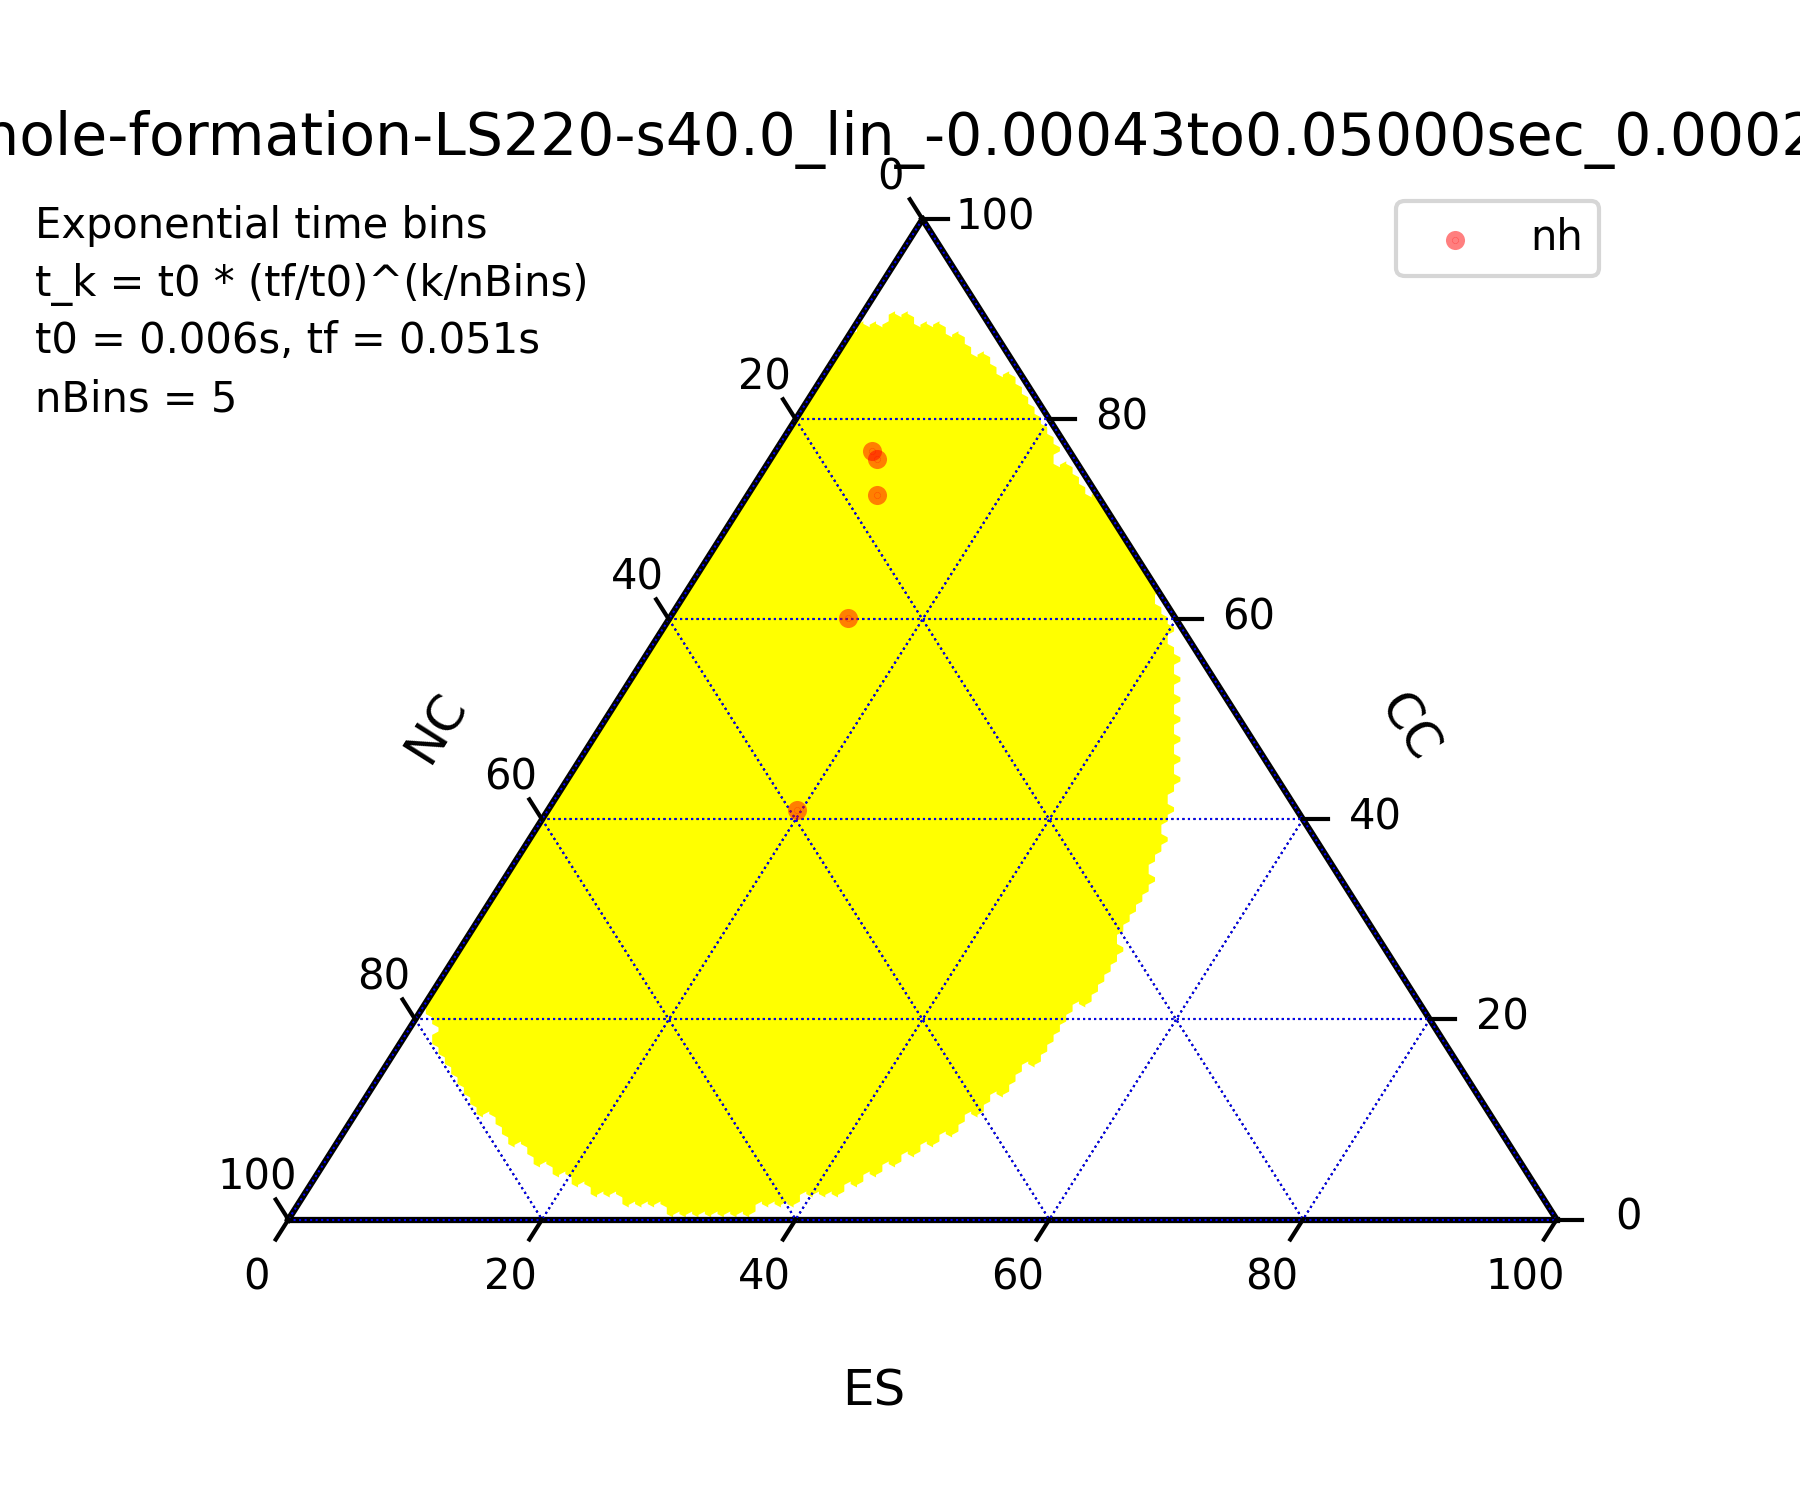 hole-formation-LS220-s40.0_lin_-0.00043to0.05000sec_0.0002
Exponential time bins
t_k = t0 * (tf/t0)^(k/nBins)
t0 = 0.006s, tf = 0.051s
nBins = 5
nh
0
100
20
80
40
60
NC
CC
60
40
80
20
100
0
0
20
40
60
80
100
ES